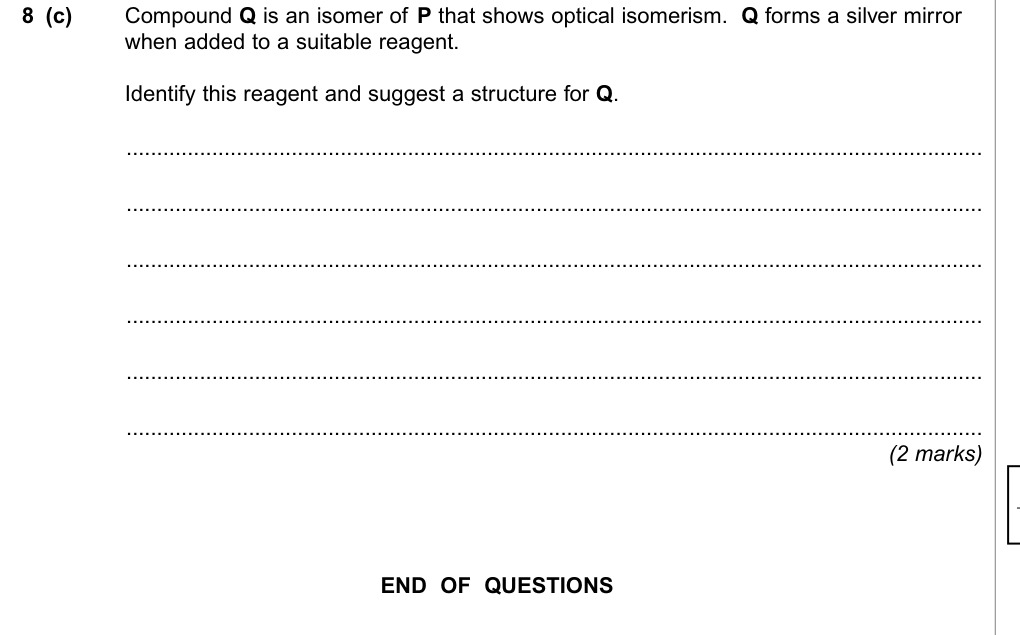 8 (c) Compound Q is an isomer of P that shows optical isomerism. Q forms a silver mirror
when added to a suitable reagent.
Identify this reagent and suggest a structure for Q.
(2 marks)
END OF QUESTIONS